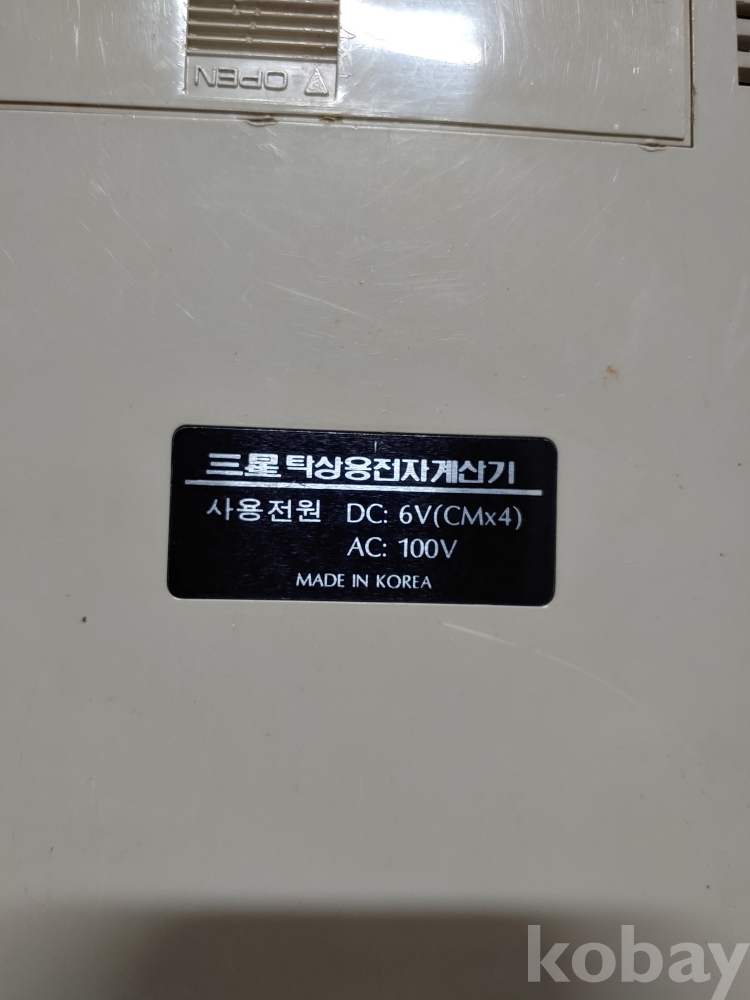 OPEN
三星 탁상용전자계산기
사용전원 DC: 6V(CMx4)
AC: 100V
MADE IN KOREA
kobay